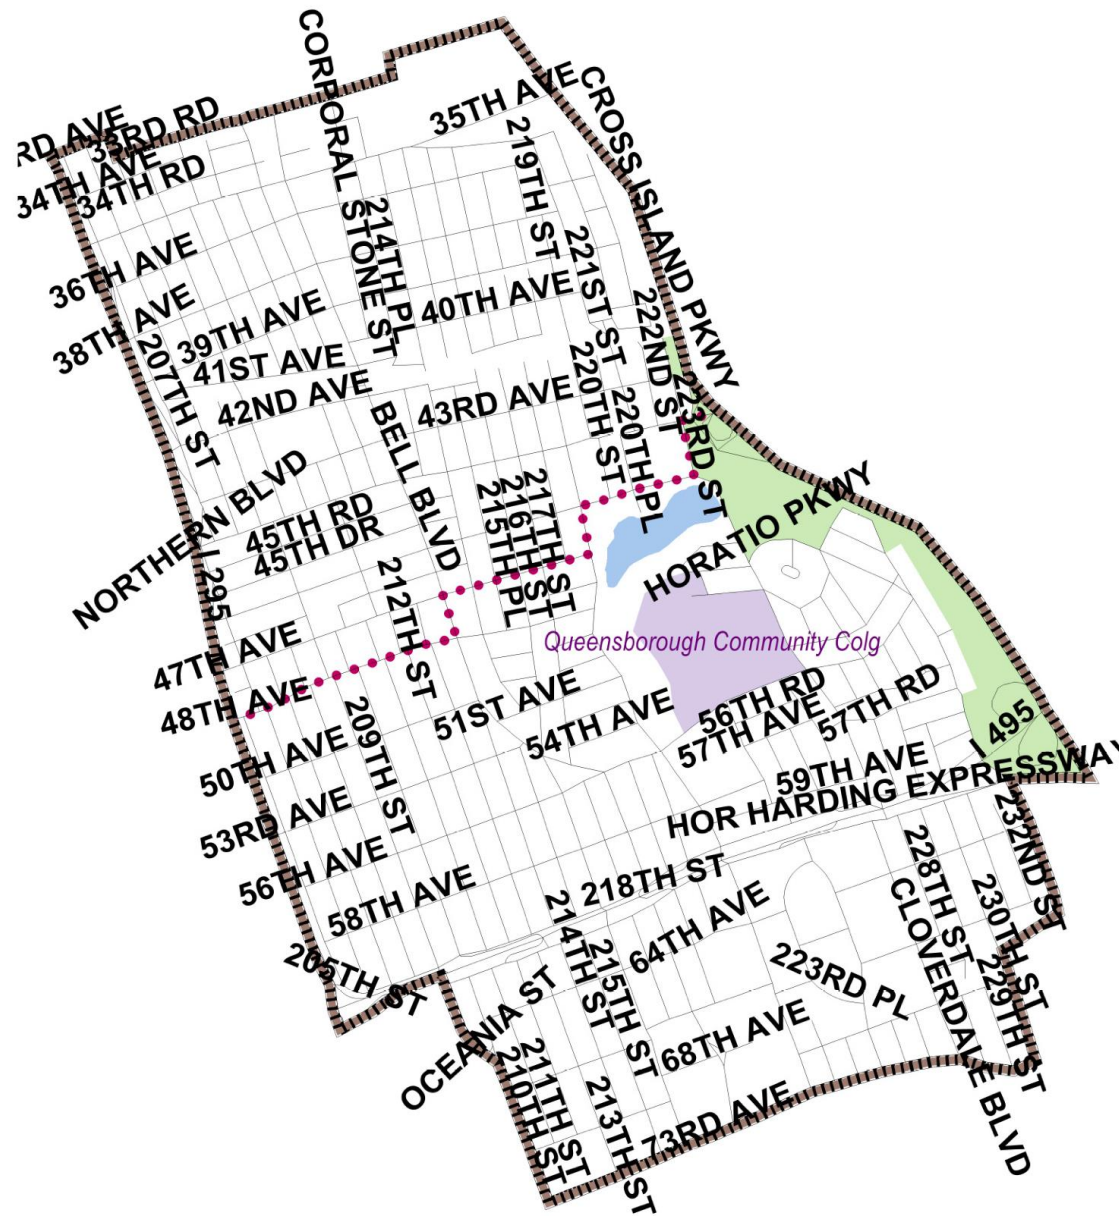 CORPORAL STONE ST
35TH AVE
CROSS ISLAND PKWY
RD AVE
33RD RD
34TH AVE
34TH RD
219TH ST
214TH PL
221ST ST
36TH AVE
38TH AVE
39TH AVE
40TH AVE
222ND ST
207TH ST
41ST AVE
42ND AVE
43RD AVE
220TH ST
220TH PL
223RD ST
BELL BLVD
NORTHERN BLVD
45TH RD
45TH DR
217TH ST
216TH ST
215TH PL
HORATIO PKWY
I 295
212TH ST
Queensborough Community Colg
47TH AVE
48TH AVE
51ST AVE
54TH AVE
56TH RD
57TH AVE
57TH RD
I 495
209TH ST
50TH AVE
59TH AVE
HOR HARDING EXPRESSWAY
53RD AVE
56TH AVE
58TH AVE
218TH ST
232ND ST
228TH ST
230TH ST
229TH ST
CLOVERDALE BLVD
214TH ST
215TH ST
64TH AVE
223RD PL
205TH ST
OCEANIA ST
68TH AVE
210TH ST
211TH ST
213TH ST
73RD AVE